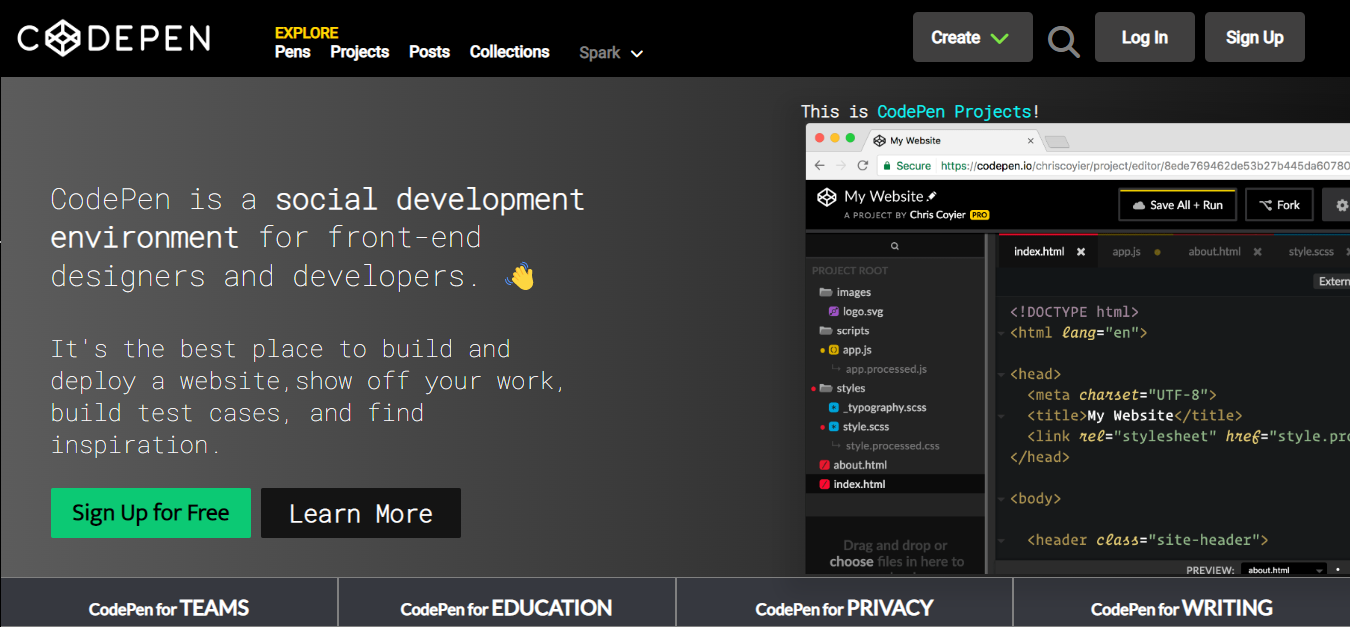 CODEPEN
EXPLORE
Pens Projects Posts Collections Spark
Create
Log In
Sign Up
CodePen is a social development
environment for front-end
designers and developers. 👋
It's the best place to build and
deploy a website,show off your work,
build test cases, and find
inspiration.
Sign Up for Free
Learn More
This is CodePen Projects!
My Website
Secure https://codepen.io/chriscoyier/project/editor/8ede769462de53b27b445da60780
My Website
A PROJECT BY Chris Coyier PRO
Save All + Run
Fork
PROJECT ROOT
images
logo.svg
scripts
app.js
app.processed.js
styles
_typography.scss
style.scss
style.processed.css
about.html
index.html
Drag and drop or
choose files in here to
index.html × app.js about.html × style.scss ×
Extern
<!DOCTYPE html>
<html lang="en">
<head>
<meta charset="UTF-8">
<title>My Website</title>
<link rel="stylesheet" href="style.pro
</head>
<body>
<header class="site-header">
PREVIEW: about.html
CodePen for TEAMS
CodePen for EDUCATION
CodePen for PRIVACY
CodePen for WRITING